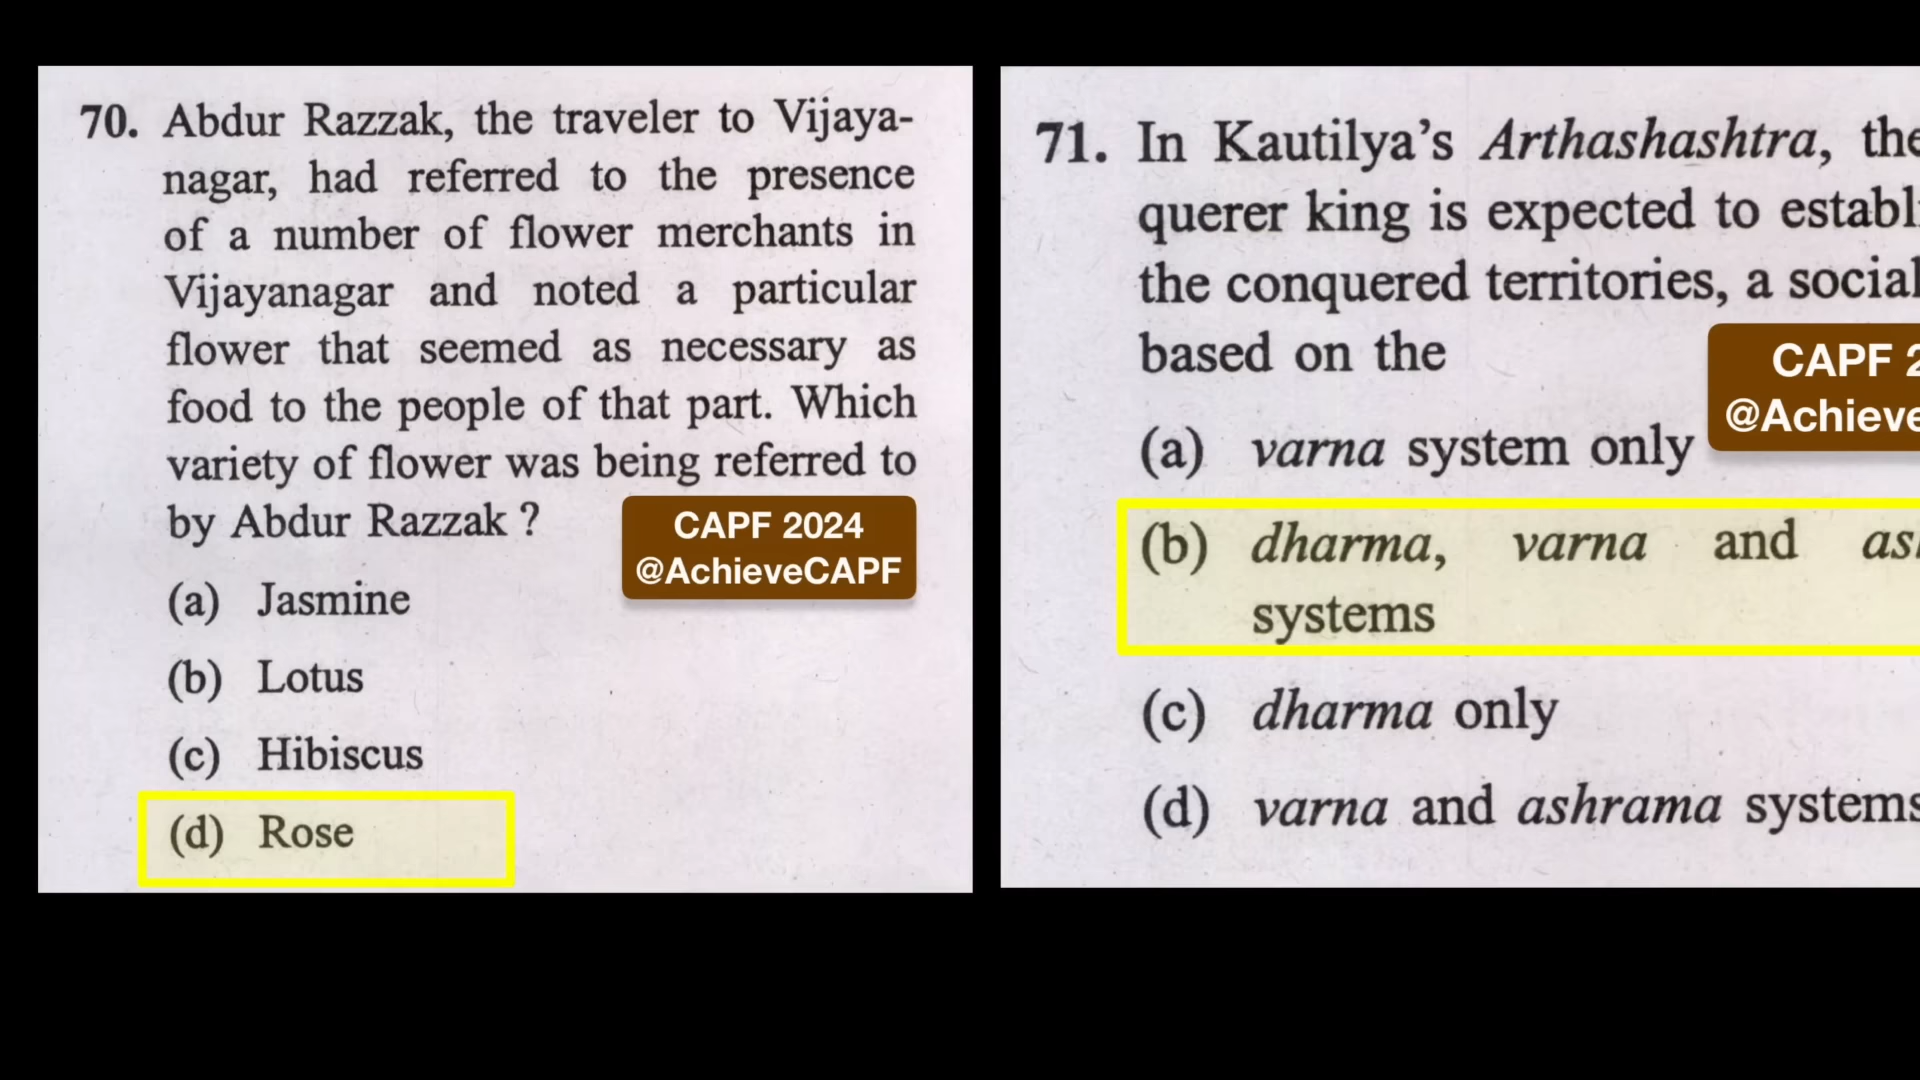 70. Abdur Razzak, the traveler to Vijaya-
nagar, had referred to the presence
of a number of flower merchants in
Vijayanagar and noted a particular
flower that seemed as necessary as
food to the people of that part. Which
variety of flower was being referred to
by Abdur Razzak ?
CAPF 2024
@AchieveCAPF
(a) Jasmine
(b) Lotus
(c) Hibiscus
(d) Rose
71. In Kautilya's Arthashashtra, the
querer king is expected to
the conquered territories, a social
based on the
CAPF 2
@Achieve
(a) varna system only
(b) dharma, varna and
systems
(c) dharma only
(d) varna and ashrama systems